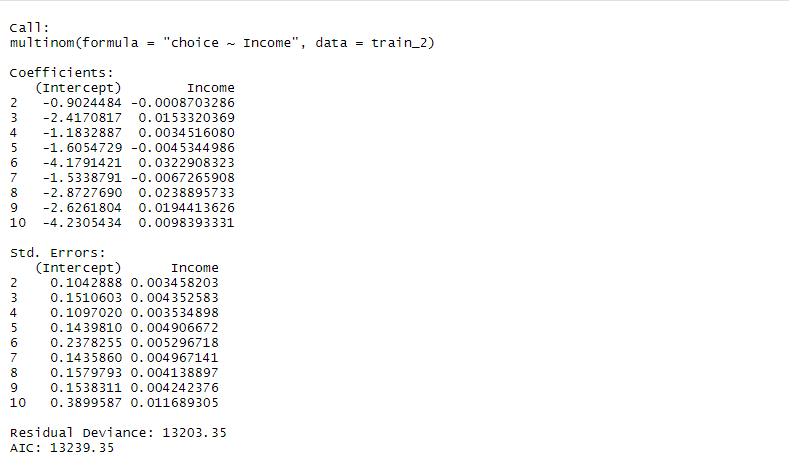 Call:
multinom(formula = "choice ~ Income", data = train_2)
Coefficients:
(Intercept) Income
2 -0.9024484 -0.0008703286
3 -2.4170817 0.0153320369
4 -1.1832887 0.0034516080
5 -1.6054729 -0.0045344986
6 -4.1791421 0.0322908323
7 -1.5338791 -0.0067265908
8 -2.8727690 0.0238895733
9 -2.6261804 0.0194413626
10 -4.2305434 0.0098393331
Std. Errors:
(Intercept) Income
2 0.1042888 0.003458203
3 0.1510603 0.004352583
4 0.1097020 0.003534898
5 0.1439810 0.004906672
6 0.2378255 0.005296718
7 0.1435860 0.004967141
8 0.1579793 0.004138897
9 0.1538311 0.004242376
10 0.3899587 0.011689305
Residual Deviance: 13203.35
AIC: 13239.35